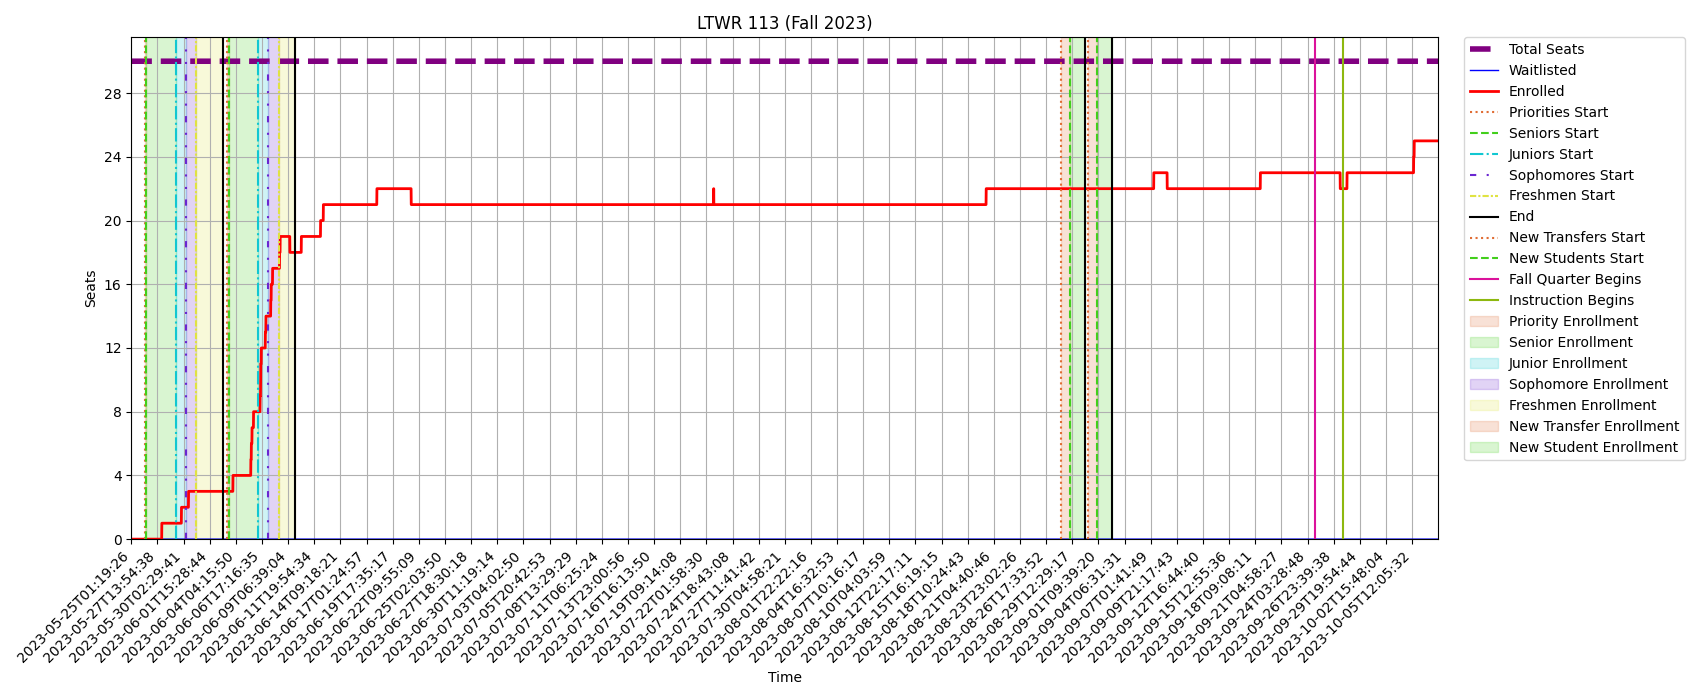 LTWR 113 (Fall 2023)
Seats
28
24
20
16
12
8
4
0
2023-05-25T01:19:26
2023-05-27T13:54:38
2023-05-30T02:29:41
2023-06-01T15:28:44
2023-06-04T04:15:50
2023-06-06T17:16:35
2023-06-09T06:39:04
2023-06-11T19:54:34
2023-06-14T09:18:21
2023-06-17T01:24:57
2023-06-19T17:35:17
2023-06-22T09:55:09
2023-06-25T02:03:50
2023-06-27T18:30:18
2023-06-30T11:19:14
2023-07-03T04:02:50
2023-07-05T20:42:53
2023-07-08T13:29:29
2023-07-11T06:25:24
2023-07-13T23:00:56
2023-07-16T16:13:50
2023-07-19T09:14:08
2023-07-22T01:58:30
2023-07-24T18:43:08
2023-07-27T11:41:42
2023-07-30T04:58:21
2023-08-01T22:22:16
2023-08-04T16:32:53
2023-08-07T10:16:17
2023-08-10T04:03:59
2023-08-12T22:17:11
2023-08-15T16:19:15
2023-08-18T10:24:43
2023-08-21T04:40:46
2023-08-23T23:02:26
2023-08-26T17:33:52
2023-08-29T12:29:17
2023-09-01T09:39:20
2023-09-04T06:31:31
2023-09-07T01:41:49
2023-09-09T21:17:43
2023-09-12T16:44:40
2023-09-15T12:55:36
2023-09-18T09:08:11
2023-09-21T04:58:27
2023-09-24T03:28:48
2023-09-26T23:39:38
2023-09-29T19:54:44
2023-10-02T15:48:04
2023-10-05T12:05:32
Time
Total Seats
Waitlisted
Enrolled
Priorities Start
Seniors Start
Juniors Start
Sophomores Start
Freshmen Start
End
New Transfers Start
New Students Start
Fall Quarter Begins
Instruction Begins
Priority Enrollment
Senior Enrollment
Junior Enrollment
Sophomore Enrollment
Freshmen Enrollment
New Transfer Enrollment
New Student Enrollment